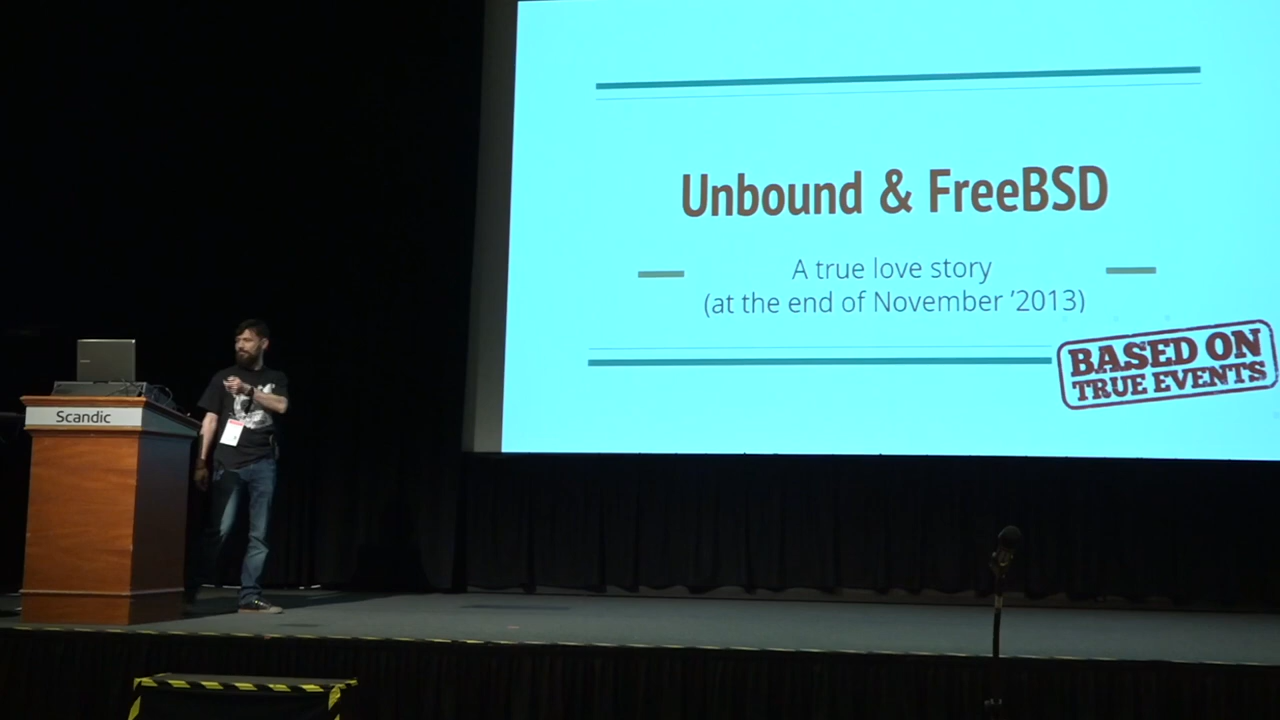 Unbound & FreeBSD
A true love story
(at the end of November ’2013)
BASED ON
TRUE EVENTS
Scandic